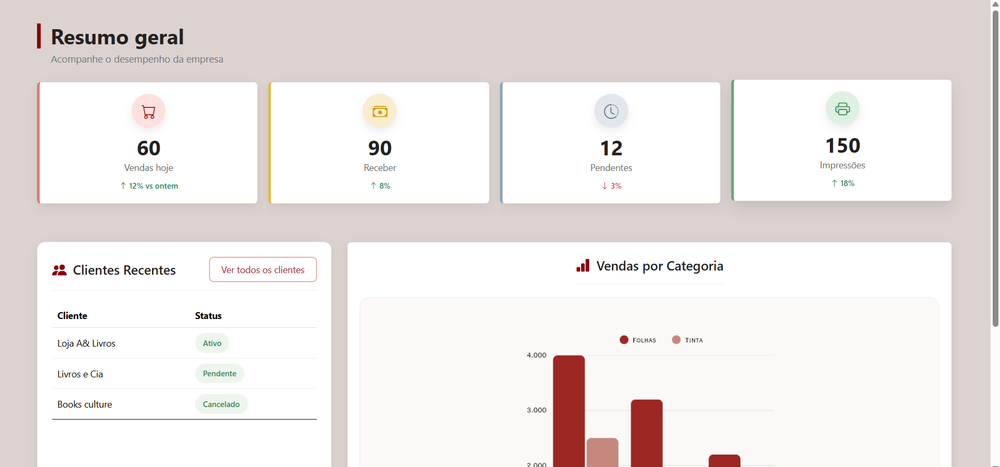 Resumo geral
Acompanhe o desempenho da empresa
60
Vendas hoje
↑ 12% vs ontem
90
Receber
↑ 8%
12
Pendentes
↓ 3%
150
Impressões
↑ 18%
Clientes Recentes
Ver todos os clientes
Cliente Status
Loja A& Livros Ativo
Livros e Cia Pendente
Books culture Cancelado
Vendas por Categoria
FOLHAS TINTA
4.000
3.000
2.000